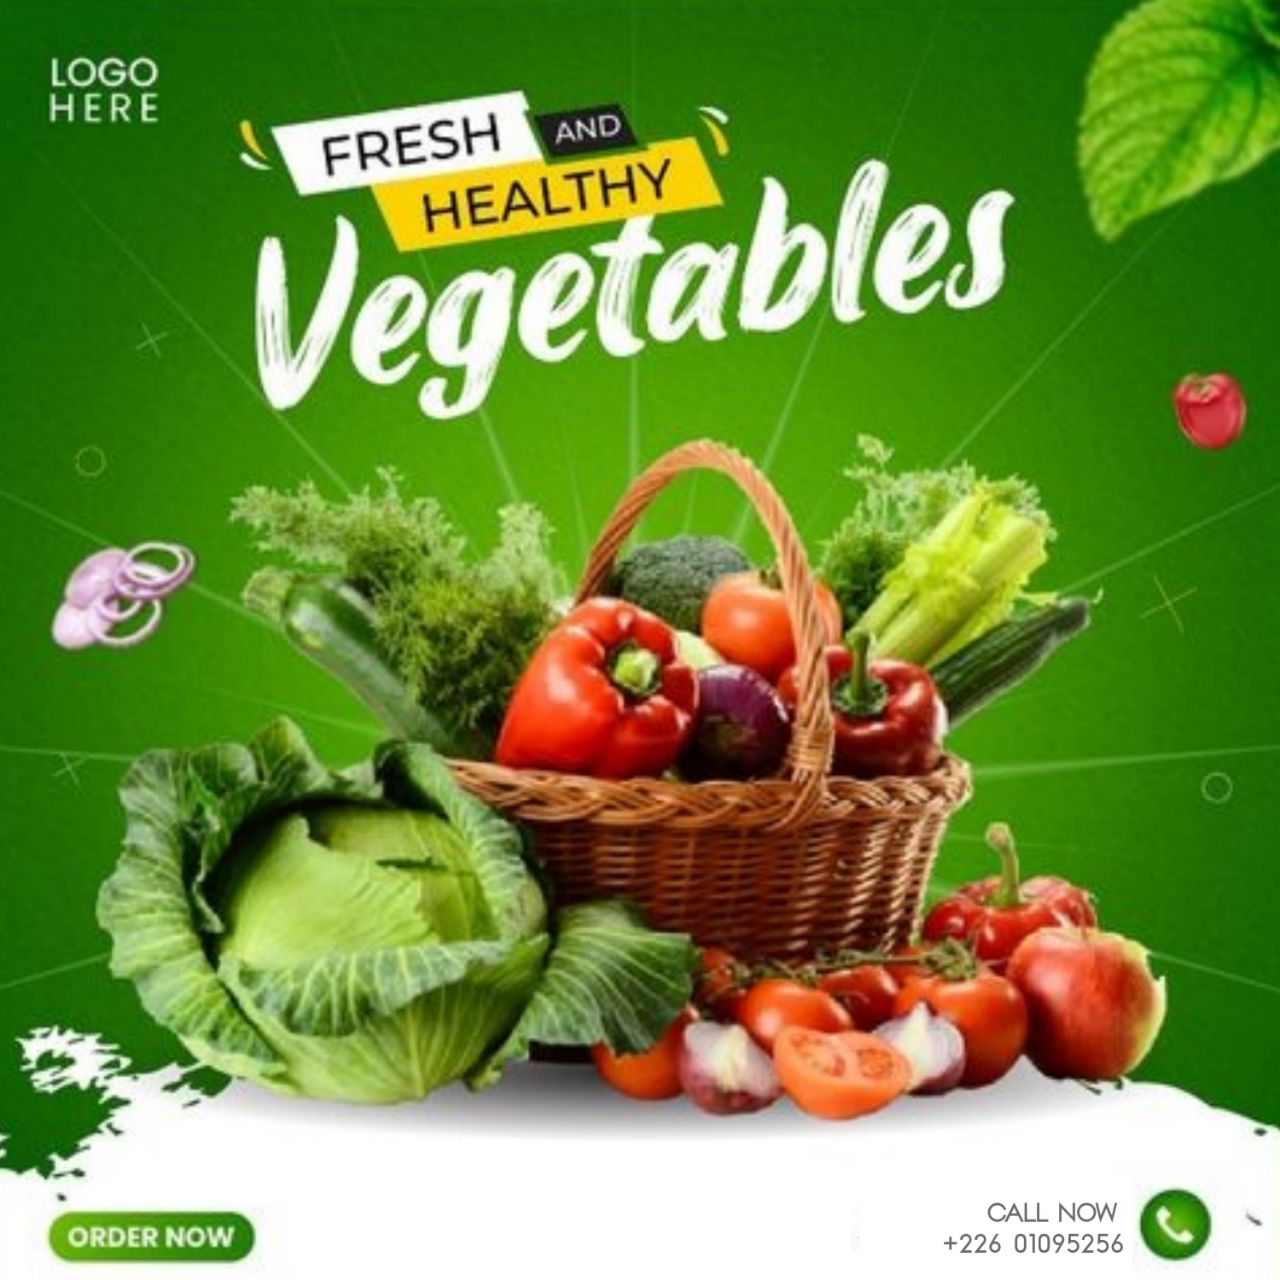 LOGO
HERE
FRESH AND
HEALTHY
Vegetables
ORDER NOW
CALL NOW
+226 01095256